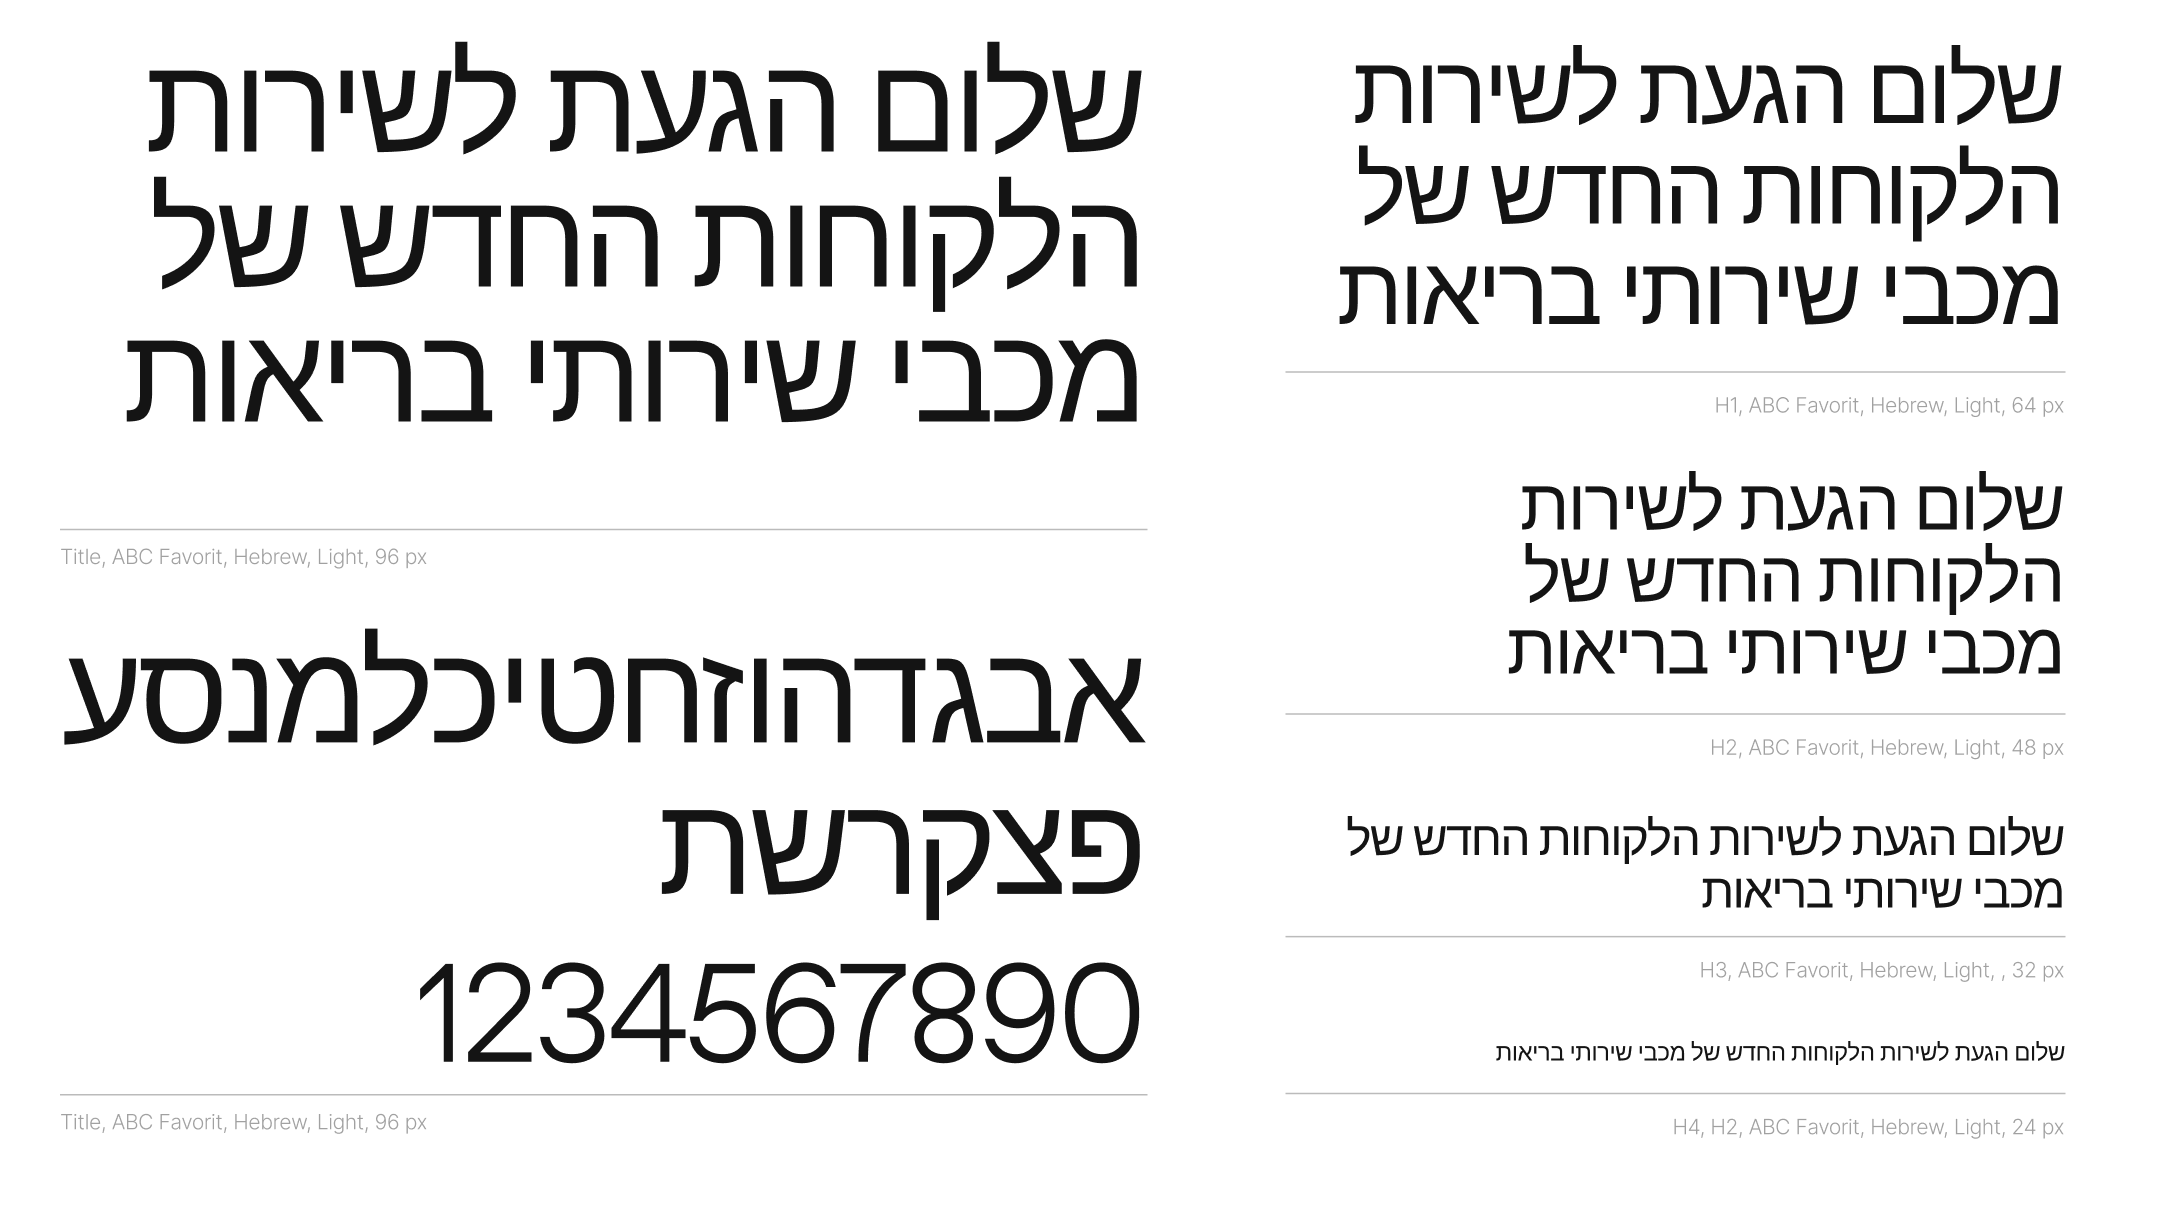 שלום הגעת לשירות
הלקוחות החדש של
מכבי שירותי בריאות
Title, ABC Favorit, Hebrew, Light, 96 px
אבגדהוזחטיכלמנסע
פצקרשת
1234567890
Title, ABC Favorit, Hebrew, Light, 96 px
שלום הגעת לשירות
הלקוחות החדש של
מכבי שירותי בריאות
H1, ABC Favorit, Hebrew, Light, 64 px
שלום הגעת לשירות
הלקוחות החדש של
מכבי שירותי בריאות
H2, ABC Favorit, Hebrew, Light, 48 px
שלום הגעת לשירות הלקוחות החדש של
מכבי שירותי בריאות
H3, ABC Favorit, Hebrew, Light, , 32 px
שלום הגעת לשירות הלקוחות החדש של מכבי שירותי בריאות
H4, H2, ABC Favorit, Hebrew, Light, 24 px